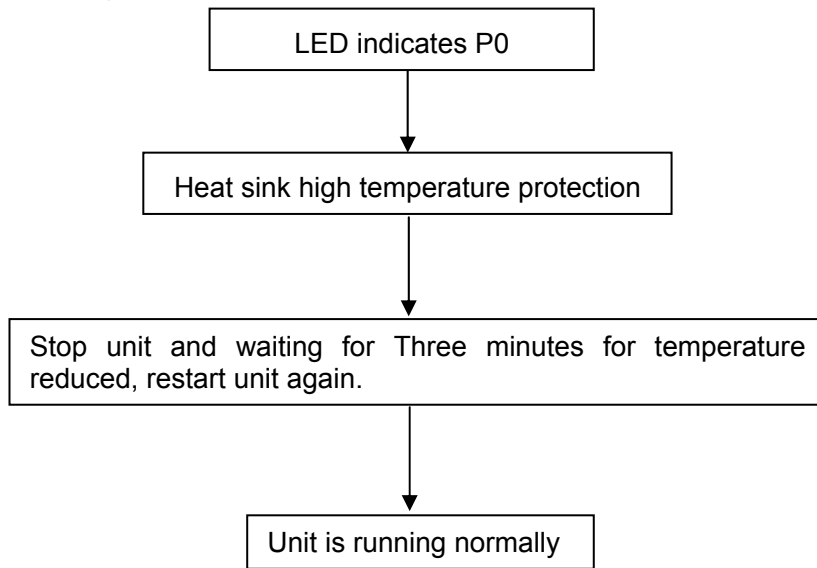 LED indicates P0
Heat sink high temperature protection
Stop unit and waiting for Three minutes for temperature
reduced, restart unit again.
Unit is running normally